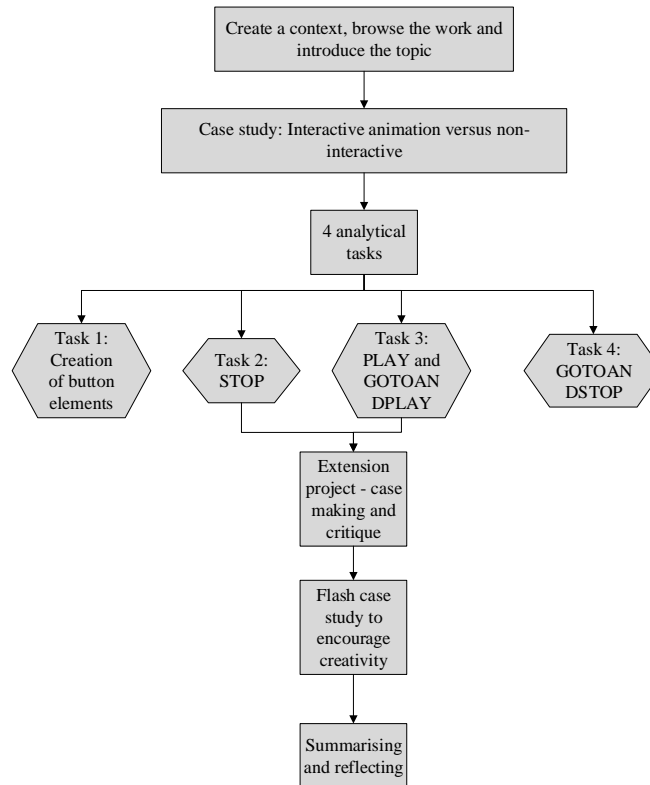 Create a context, browse the work and
introduce the topic
Case study: Interactive animation versus non-
interactive
4 analytical
tasks
Task 1:
Creation
of button
elements
Task 2:
STOP
Task 3:
PLAY and
GOTOAN
DPLAY
Task 4:
GOTOAN
DSTOP
Extension
project - case
making and
critique
Flash case
study to
encourage
creativity
Summarising
and reflecting